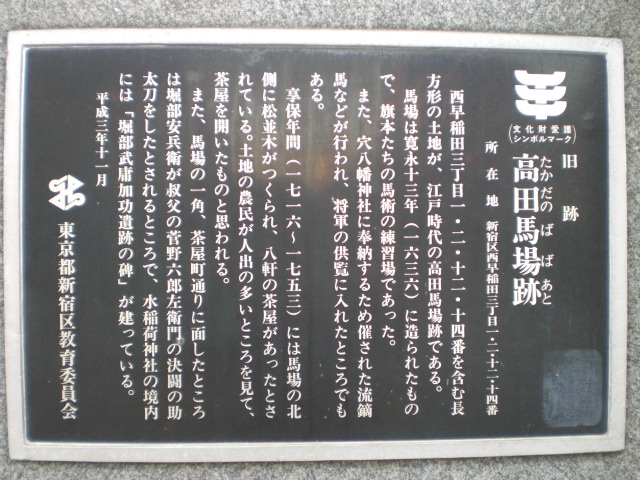 文化財愛護
シンボルマーク
旧跡
たかだのばばあと
高田馬場跡
所在地 新宿区西早稲田三丁目一・二・十二・十四番
西早稲田三丁目一・二・十二・十四番を含む長
方形の土地が、江戸時代の高田馬場跡である。
馬場は寛永十三年(一六三六)に造られたもの
で、旗本たちの馬術の練習場であった。
また、穴八幡神社に奉納するため催された流鏑
馬などが行われ、将軍の供覧に入れたところでも
ある。
享保年間(一七一六〜一七五三)には馬場の北
側に松並木がつくられ、八軒の茶屋があったとさ
れている。土地の農民が人出の多いところを見て、
茶屋を開いたものと思われる。
また、馬場の一角、茶屋町通りに面したところ
は堀部安兵衛が叔父の菅野六郎左衛門の決闘の助
太刀をしたとされるところで、水稲荷神社の境内
には「堀部武庸加功遺跡の碑」が建っている。
平成三年十一月
東京都新宿区教育委員会